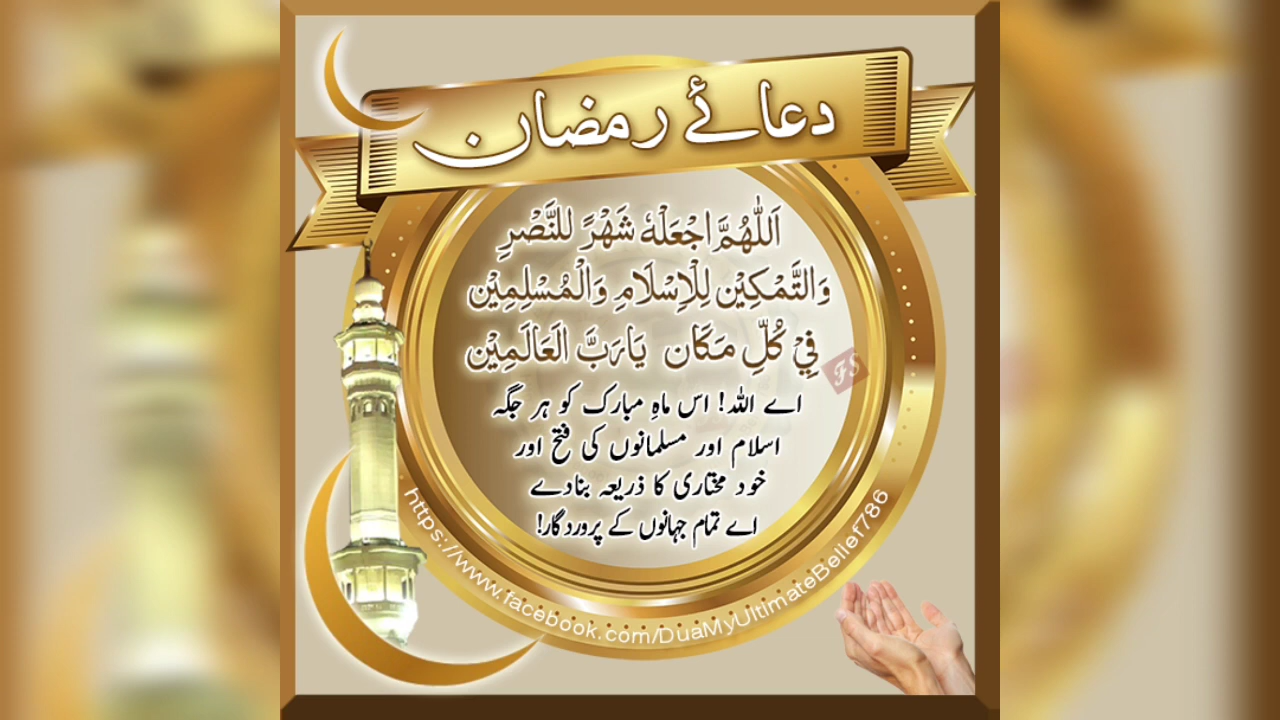 دعائے رمضان
اَللّٰهُمَّ اجْعَلْهُ شَهْرً للنَّصْرِ
وَالتَّمْكِيْنِ لِلْاِسْلَامِ وَالْمُسْلِمِيْن
فِيْ كُلِّ مَكَان يَارَبَّ الْعَالَمِيْن
FS
اے اللہ! اس ماہِ مبارک کو ہر جگہ
اسلام اور مسلمانوں کی فتح اور
خود مختاری کا ذریعہ بنادے
اے تمام جہانوں کے پروردگار!
https://www.facebook.com/DuaMyUltimateBelief786